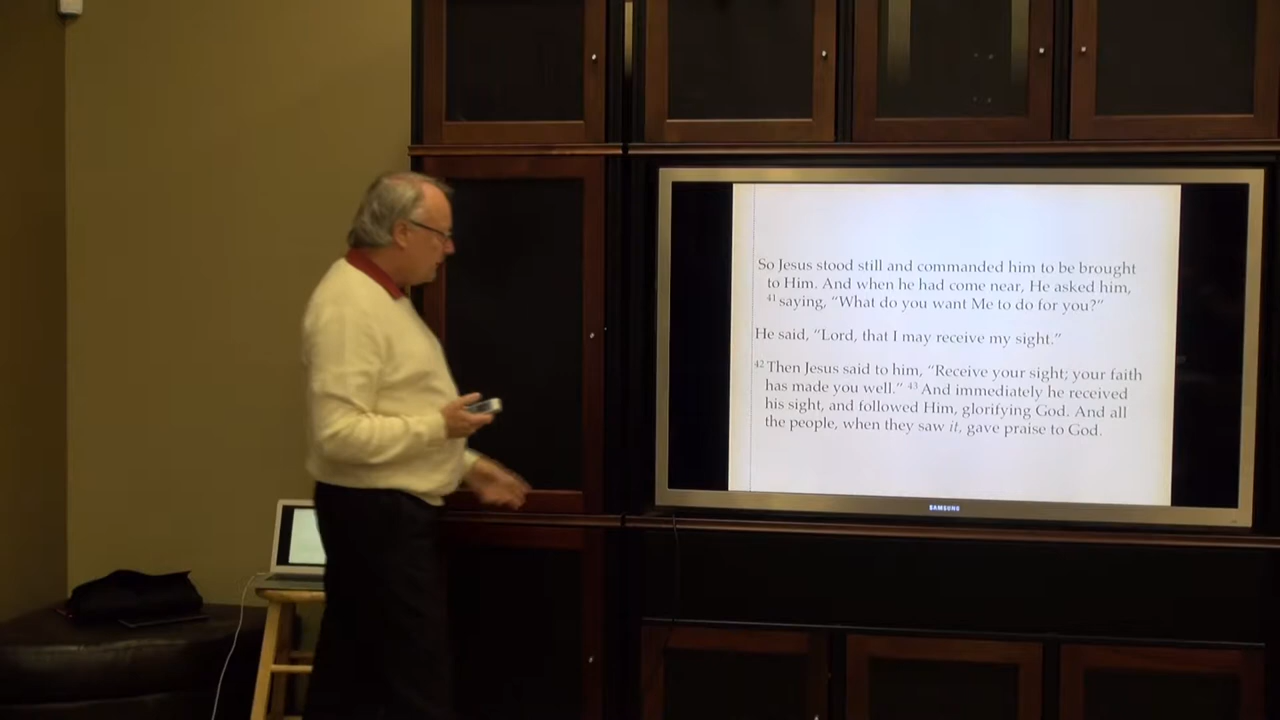 So Jesus stood still and commanded him to be brought
to Him. And when he had come near, He asked him,
41 saying, “What do you want Me to do for you?”
He said, “Lord, that I may receive my sight.”
42 Then Jesus said to him, “Receive your sight; your faith
has made you well.” 43 And immediately he received
his sight, and followed Him, glorifying God. And all
the people, when they saw it, gave praise to God.
SAMSUNG